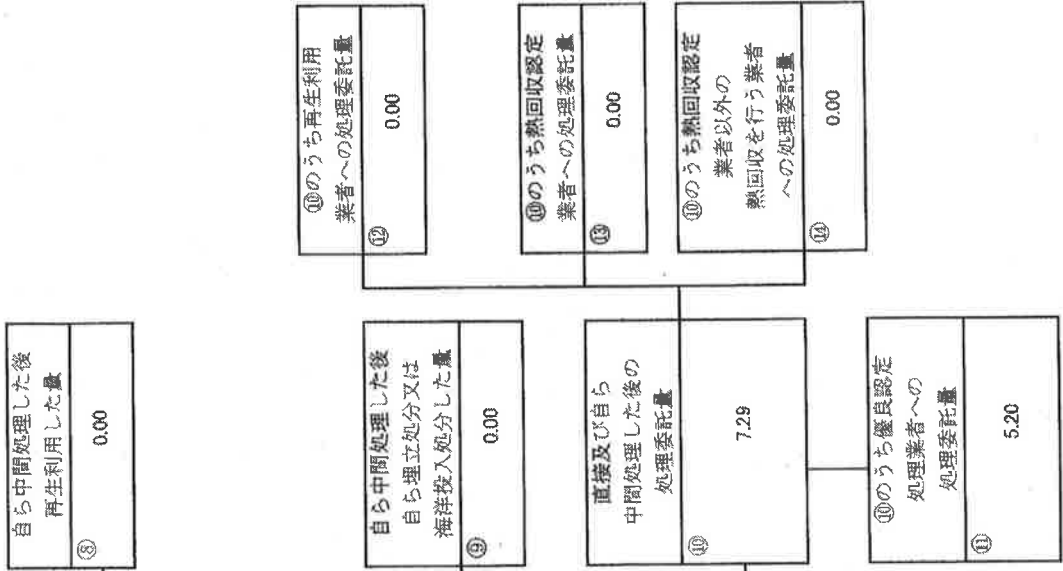 自ら中間処理した後
再生利用した量
⑧
0.00
自ら中間処理した後
自ら埋立処分又は
海洋投入処分した量
⑨
0.00
直接及び自ら
中間処理した後の
処理委託量
⑩
7.29
⑩のうち優良認定
処理業者への
処理委託量
⑪
5.20
⑩のうち再生利用
業者への処理委託量
⑫
0.00
⑩のうち熱回収認定
業者への処理委託量
⑬
0.00
⑩のうち熱回収認定
業者以外の
熱回収を行う業者
への処理委託量
⑭
0.00